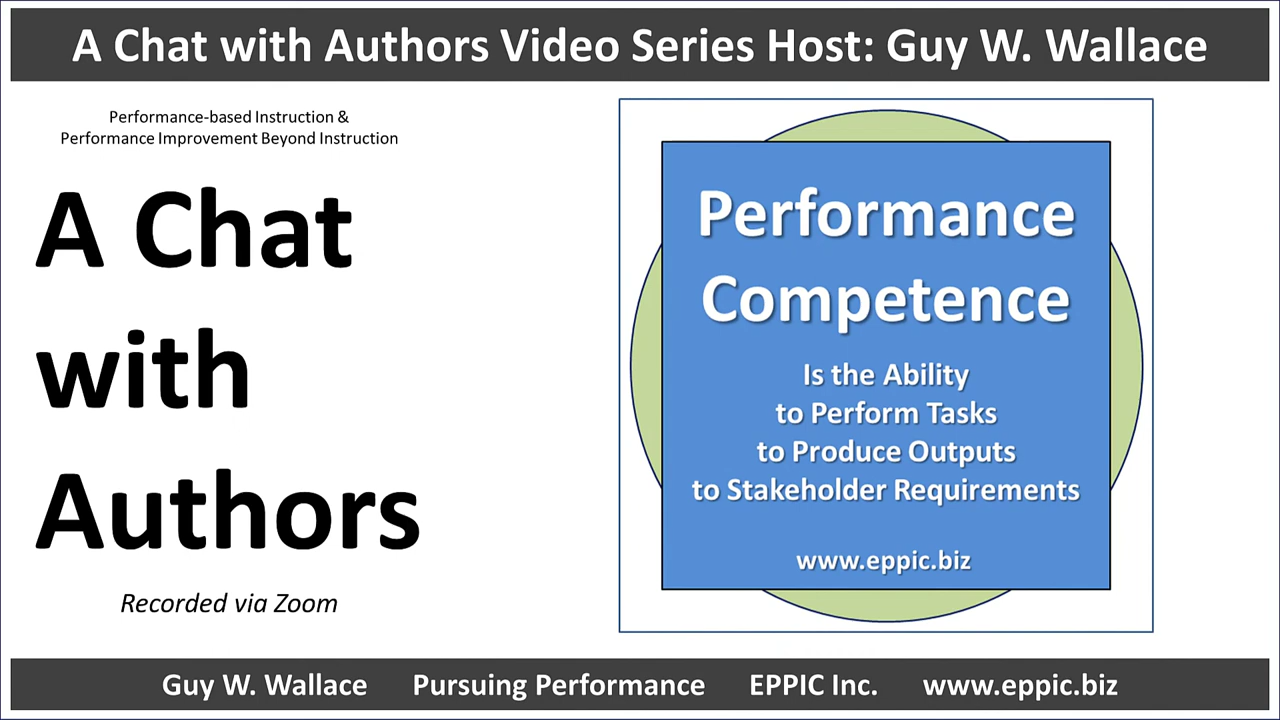 A Chat with Authors Video Series Host: Guy W. Wallace
Performance-based Instruction &
Performance Improvement Beyond Instruction
A Chat
with
Authors
Recorded via Zoom
Performance
Competence
Is the Ability
to Perform Tasks
to Produce Outputs
to Stakeholder Requirements
www.eppic.biz
Guy W. Wallace Pursuing Performance EPPIC Inc. www.eppic.biz